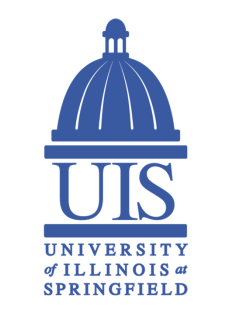 UIS
UNIVERSITY
of ILLINOIS at
SPRINGFIELD